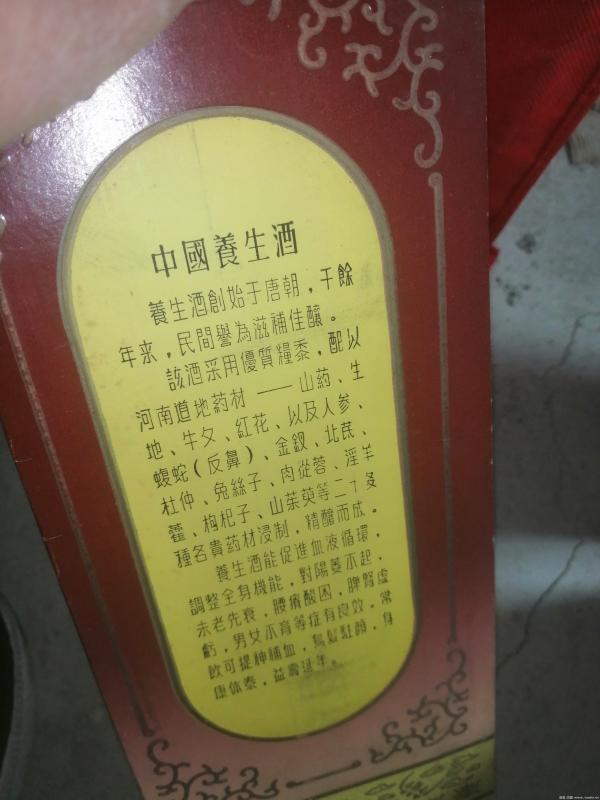 中國養生酒
養生酒創始于唐朝，千餘
年来，民間譽為滋補佳釀。
該酒采用優質糧黍，配以
河南道地药材——山药、生
地、牛夕、紅花、以及人参、
蝮蛇(反鼻)、金釵、北芪、
杜仲、兔絲子、肉從蓉、淫羊
藿、枸杞子、山茱萸等二十多
種名貴药材浸制，精釀而成。
養生酒能促進血液循環，
調整全身機能，對陽萎不起，
未老先衰，腰痛酸困，脾腎虛
虧，男女不育等症有良效。常
飲可提神補血，烏髮駐顔，身
康体泰，益壽延年。